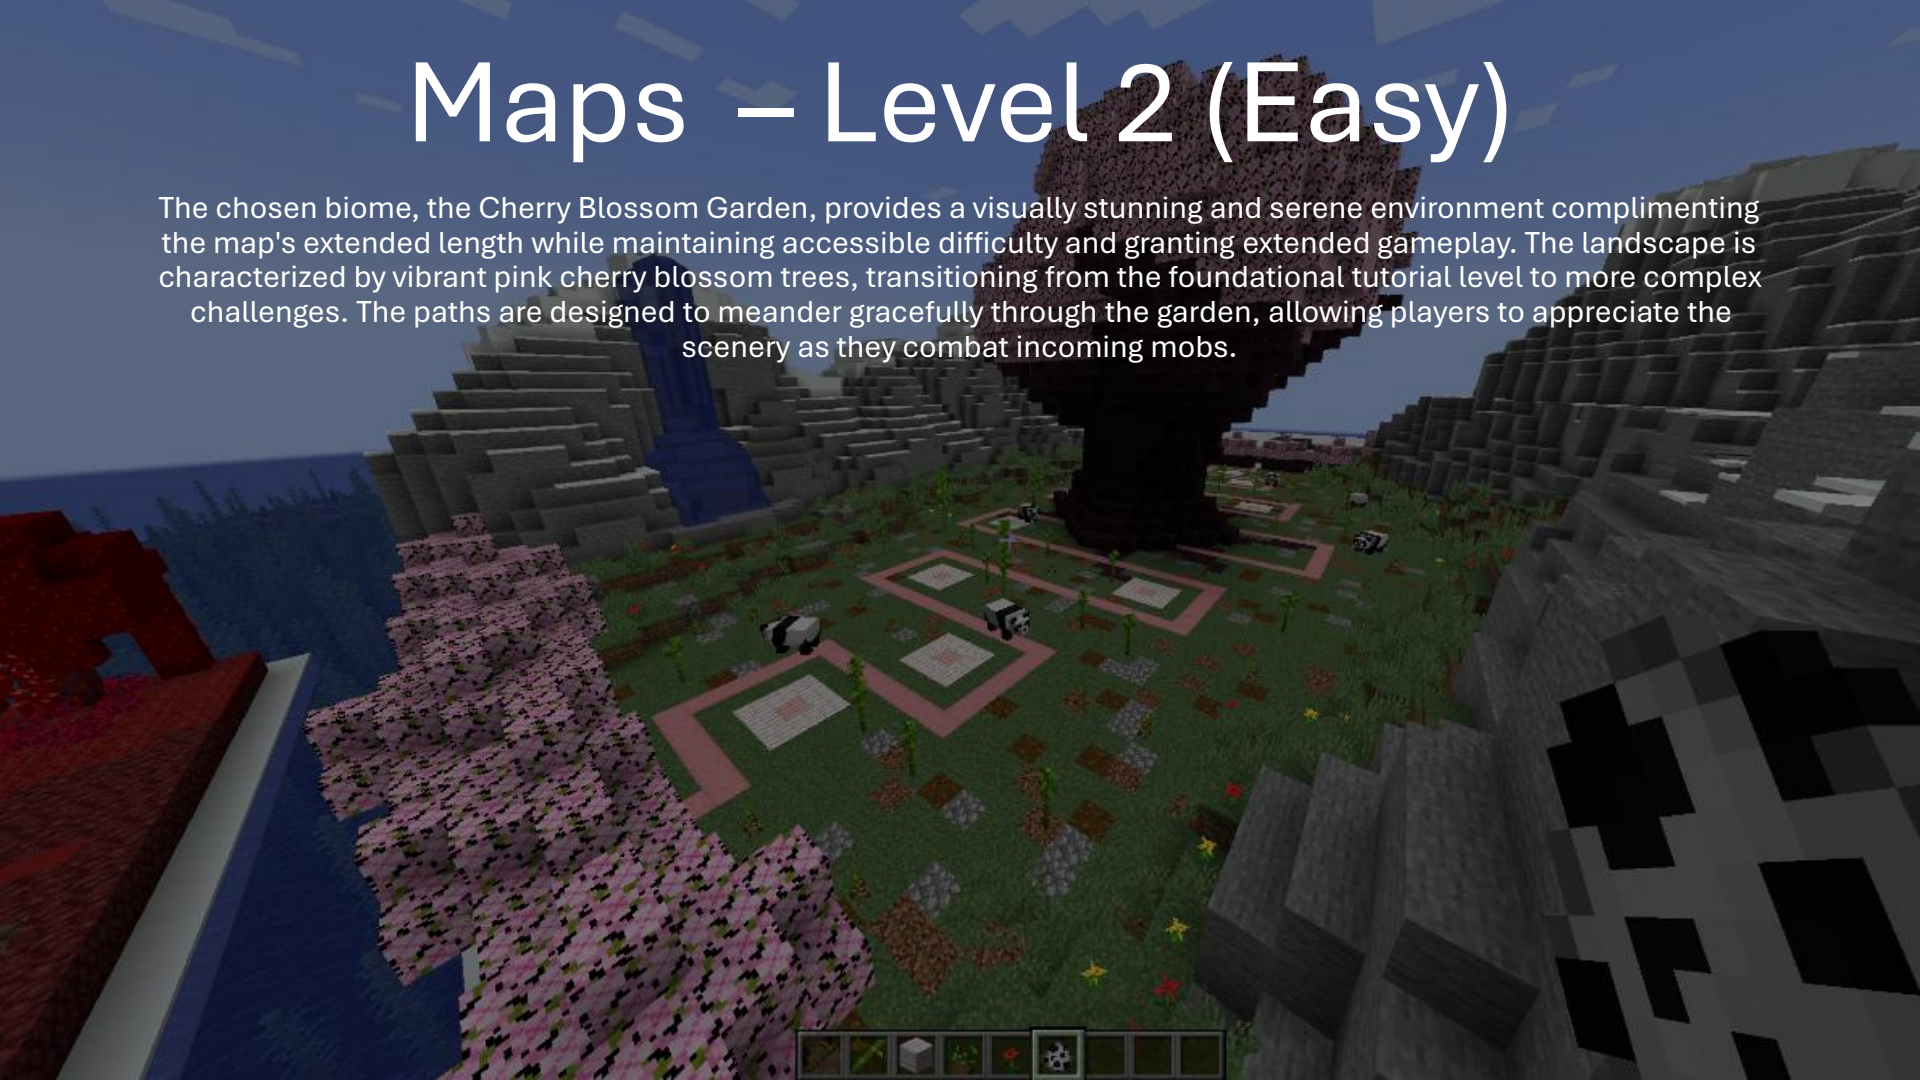 Maps – Level 2 (Easy)
The chosen biome, the Cherry Blossom Garden, provides a visually stunning and serene environment complimenting
the map's extended length while maintaining accessible difficulty and granting extended gameplay. The landscape is
characterized by vibrant pink cherry blossom trees, transitioning from the foundational tutorial level to more complex
challenges. The paths are designed to meander gracefully through the garden, allowing players to appreciate the
scenery as they combat incoming mobs.